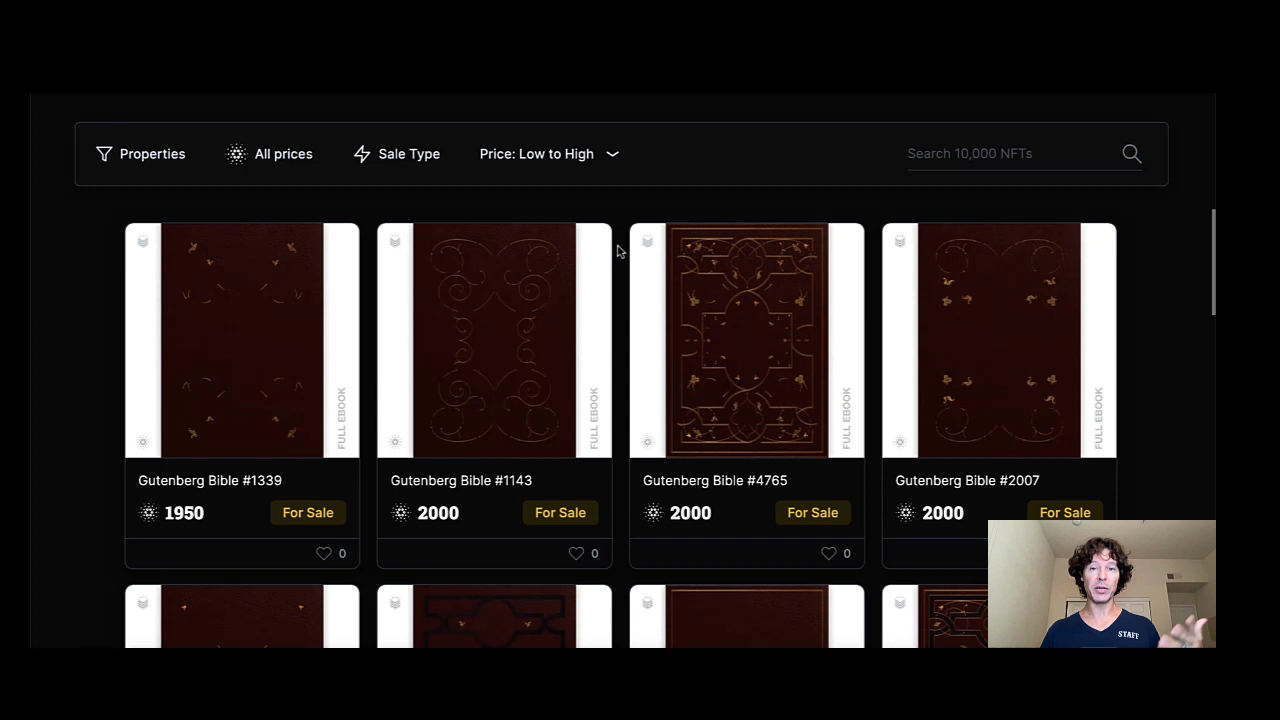 Properties
All prices
Sale Type
Price: Low to High
Search 10,000 NFTs
FULL EBOOK
FULL EBOOK
FULL EBOOK
FULL EBOOK
Gutenberg Bible #1339
Gutenberg Bible #1143
Gutenberg Bible #4765
Gutenberg Bible #2007
1950
For Sale
2000
For Sale
2000
For Sale
2000
For Sale
0
0
0
STAFF